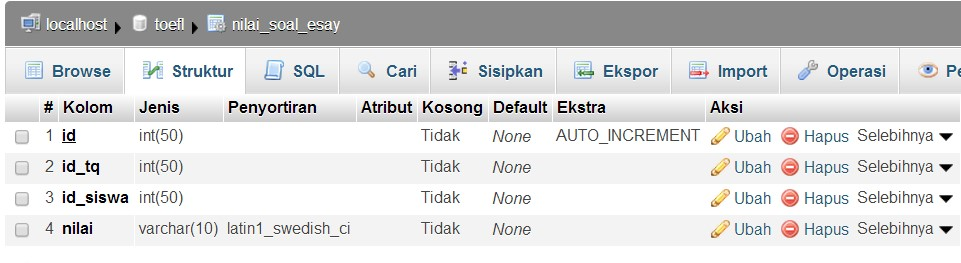 localhost toefl nilai_soal_esay
Browse Struktur SQL Cari Sisipkan Ekspor Import Operasi Pe
# Kolom Jenis Penyortiran Atribut Kosong Default Ekstra Aksi
1 id int(50) Tidak None AUTO_INCREMENT Ubah Hapus Selebihnya
2 id_tq int(50) Tidak None Ubah Hapus Selebihnya
3 id_siswa int(50) Tidak None Ubah Hapus Selebihnya
4 nilai varchar(10) latin1_swedish_ci Tidak None Ubah Hapus Selebihnya